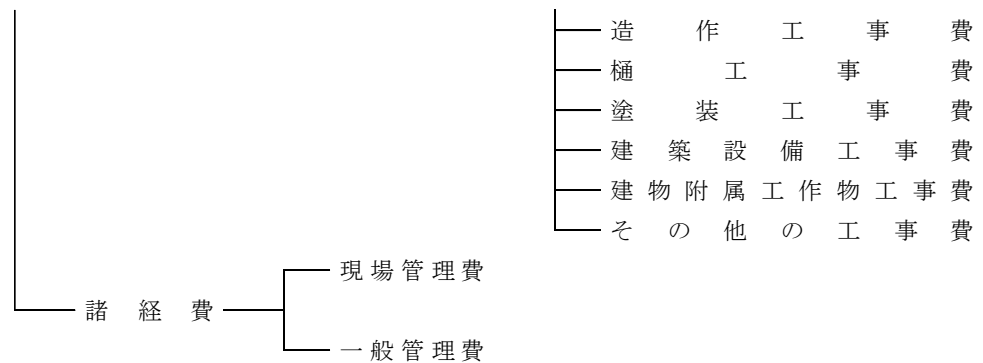 造作工事費
樋工事費
塗装工事費
建築設備工事費
建物附属工作物工事費
その他の工事費
現場管理費
諸経費
一般管理費